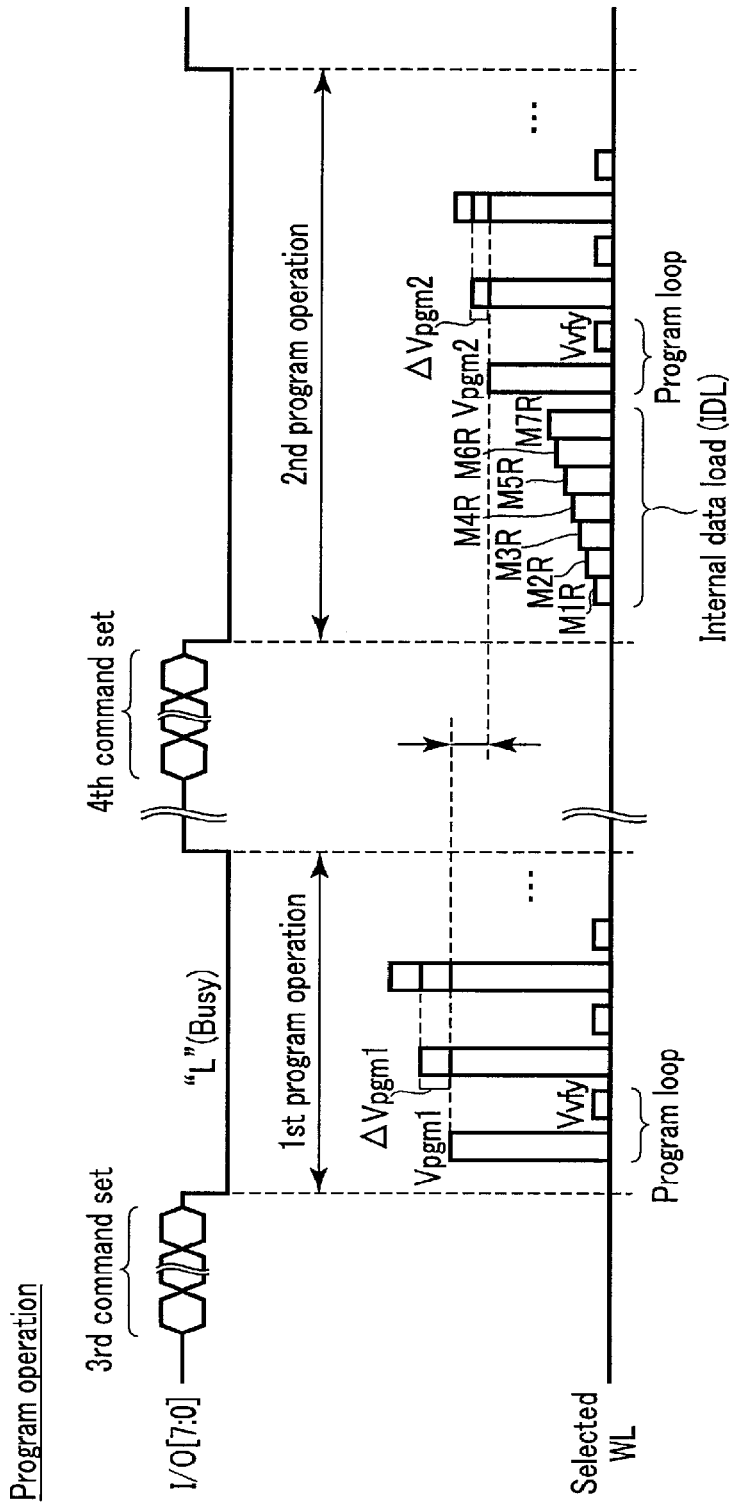 Program operation
3rd command set
4th command set
I/O[7:0]
“L”(Busy)
1st program operation
2nd program operation
ΔVpgm1
Vpgm1
Vvfy
...
Program loop
M1R
M2R
M3R
M4R
M5R
M6R
M7R
Vpgm2
ΔVpgm2
Vvfy
...
Selected
WL
Internal data load (IDL)
Program loop